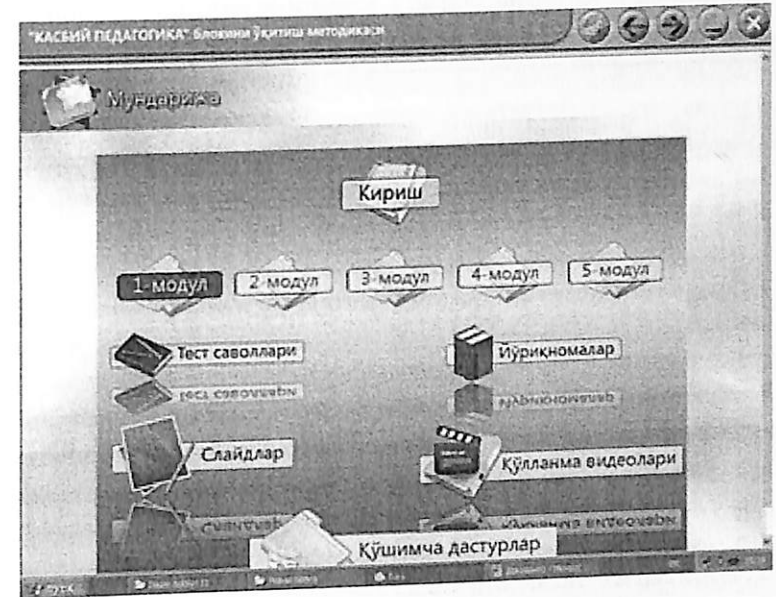 "КАСБИЙ ПЕДАГОГИКА" блокини ўқитиш методикаси
Мундарижа
Кириш
1-модул 2-модул 3-модул 4-модул 5-модул
Тест саволлари Йўриқномалар
Слайдлар Қўлланма видеолари
Қўшимча дастурлар